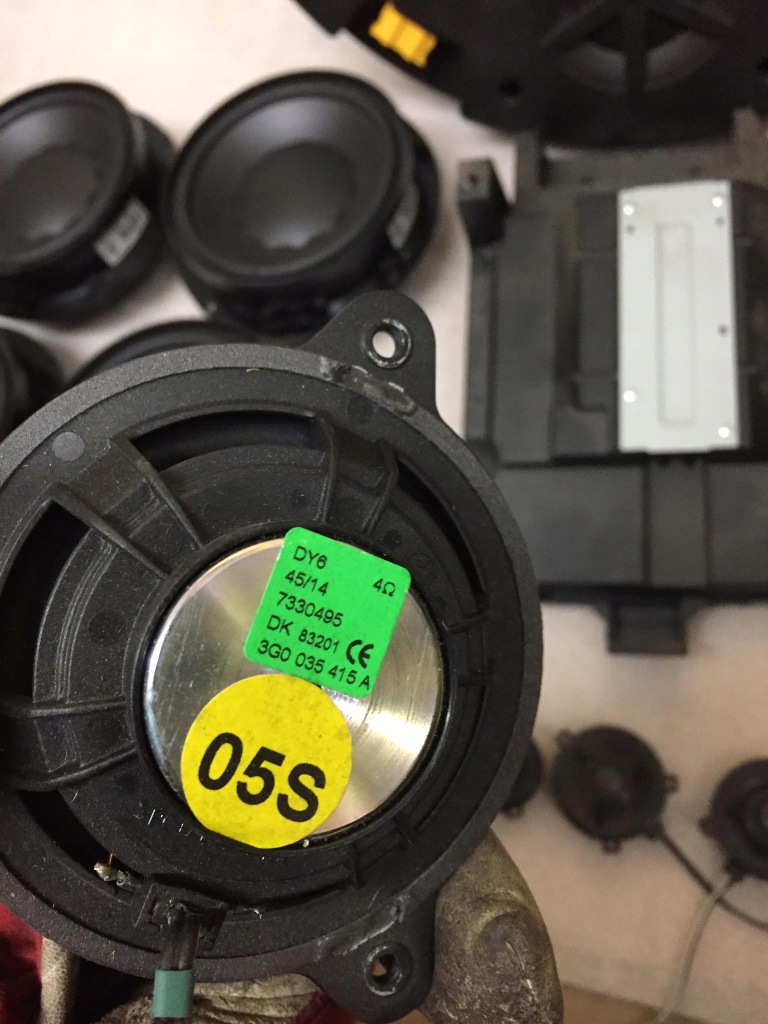 DY6 4Ω
45/14
7330495
DK 83201 CE
3G0 035 415 A
05S